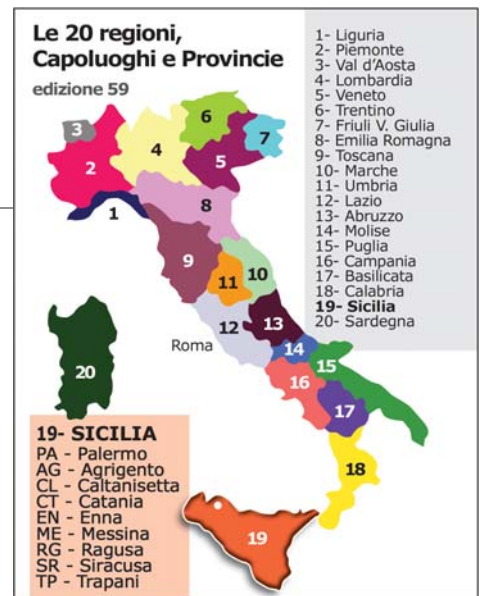 Le 20 regioni,
Capoluoghi e Provincie
edizione 59
1- Liguria
2- Piemonte
3- Val d'Aosta
4- Lombardia
5- Veneto
6- Trentino
7- Friuli V. Giulia
8- Emilia Romagna
9- Toscana
10- Marche
11- Umbria
12- Lazio
13- Abruzzo
14- Molise
15- Puglia
16- Campania
17- Basilicata
18- Calabria
19- Sicilia
20- Sardegna
3
2
4
6
5
7
1
8
9
10
11
12
13
Roma
14
15
16
17
20
18
19
19- SICILIA
PA - Palermo
AG - Agrigento
CL - Caltanisetta
CT - Catania
EN - Enna
ME - Messina
RG - Ragusa
SR - Siracusa
TP - Trapani